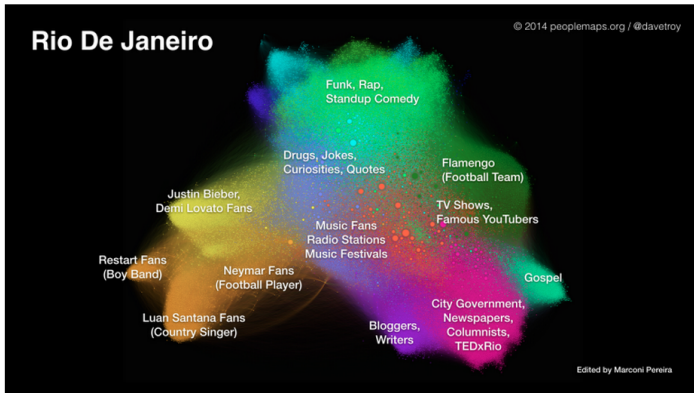 © 2014 peoplemaps.org / @davetroy
Rio De Janeiro
Funk, Rap,
Standup Comedy
Drugs, Jokes,
Curiosities, Quotes
Flamengo
(Football Team)
Justin Bieber,
Demi Lovato Fans
TV Shows,
Famous YouTubers
Music Fans
Radio Stations
Music Festivals
Restart Fans
(Boy Band)
Neymar Fans
(Football Player)
Gospel
Luan Santana Fans
(Country Singer)
Bloggers,
Writers
City Government,
Newspapers,
Columnists,
TEDxRio
Edited by Marconi Pereira